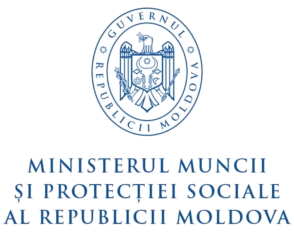 GUVERNUL
REPUBLICII MOLDOVA
MINISTERUL MUNCII
ȘI PROTECȚIEI SOCIALE
AL REPUBLICII MOLDOVA